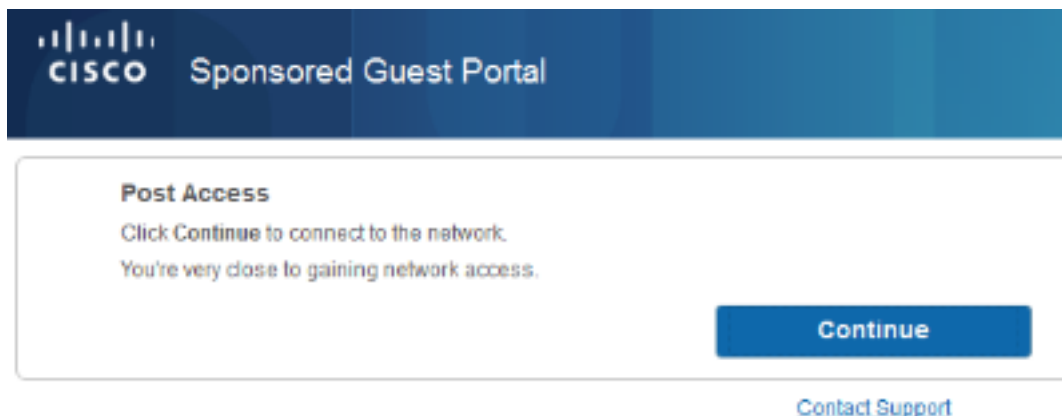 CISCO Sponsored Guest Portal
Post Access
Click Continue to connect to the network.
You're very close to gaining network access.
Continue
Contact Support